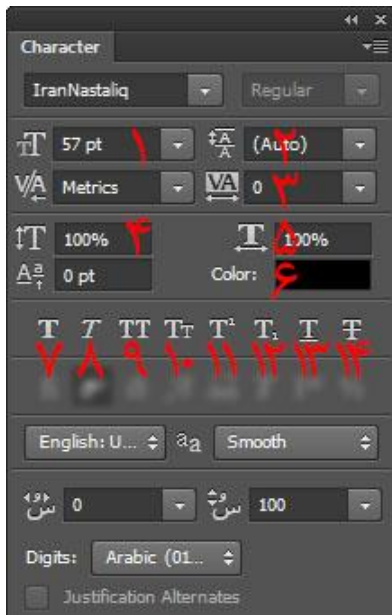 Character
IranNastaliq Regular
57 pt ۱ (Auto) ۲
Metrics 0 ۳
100% ۴ 100% ۵
0 pt Color: ۶
T T TT Tт T¹ T₁ T T
۷ ۸ ۹ ۱۰ ۱۱ ۱۲ ۱۳ ۱۴
English: U... aa Smooth
0 100
Digits: Arabic (01...
Justification Alternates